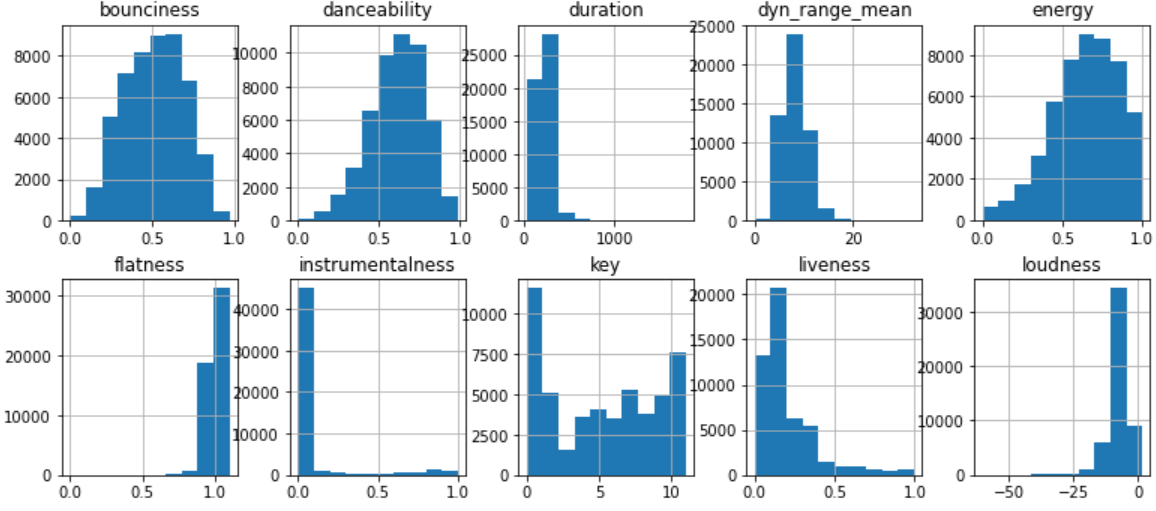 bounciness danceability duration dyn_range_mean energy
8000 6000 4000 2000 0
0.0 0.5 1.0
10000 8000 6000 4000 2000 0
0.0 0.5 1.0
25000 20000 15000 10000 5000 0
0 1000
25000 20000 15000 10000 5000 0
0 20
8000 6000 4000 2000 0
0.0 0.5 1.0
flatness instrumentalness key liveness loudness
30000 20000 10000 0
0.0 0.5 1.0
40000 30000 20000 10000 0
0.0 0.5 1.0
10000 7500 5000 2500 0
0 5 10
20000 15000 10000 5000 0
0.0 0.5 1.0
30000 20000 10000 0
−50 −25 0